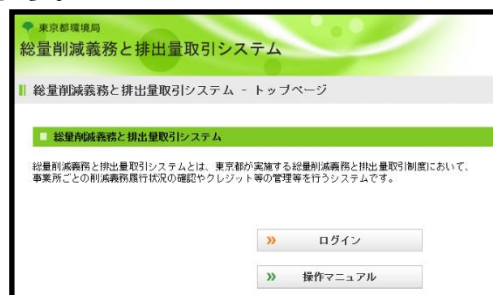 東京都環境局
総量削減義務と排出量取引システム
総量削減義務と排出量取引システム - トップページ
総量削減義務と排出量取引システム
総量削減義務と排出量取引システムとは、東京都が実施する総量削減義務と排出量取引制度において、
事業所ごとの削減義務履行状況の確認やクレジット等の管理等を行うシステムです。
ログイン
操作マニュアル